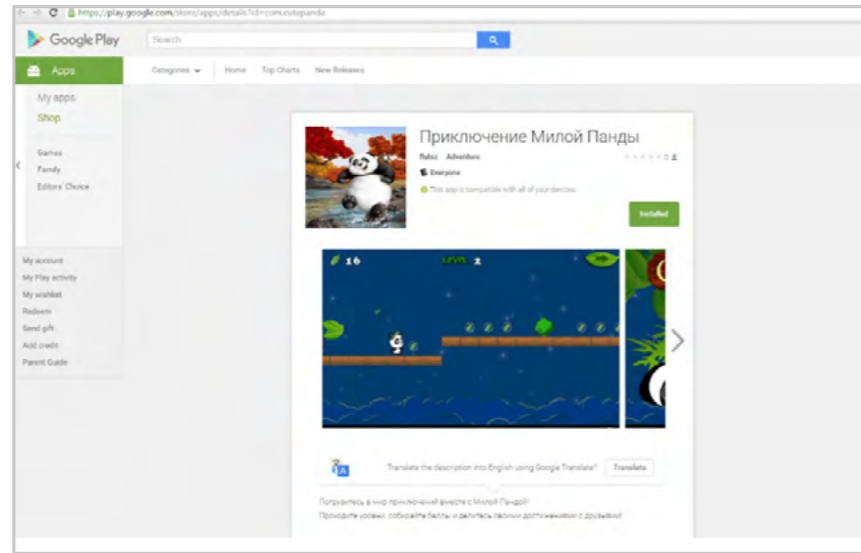 https://play.google.com/store/apps/details?id=com.cutepanda
Google Play
Search
Apps
Categories
Home
Top Charts
New Releases
My apps
Shop
Games
Family
Editors' Choice
My account
My Play activity
My wishlist
Redeem
Send gift
Add credit
Parent Guide
Приключение Милой Панды
Adventure
Everyone
This app is compatible with all of your devices.
Installed
16
LEVEL 2
Translate the description into English using Google Translate?
Translate
Погрузитесь в мир приключений вместе с Милой Пандой!
Проходите уровни, собирайте баллы и делитесь своими достижениями с друзьями!